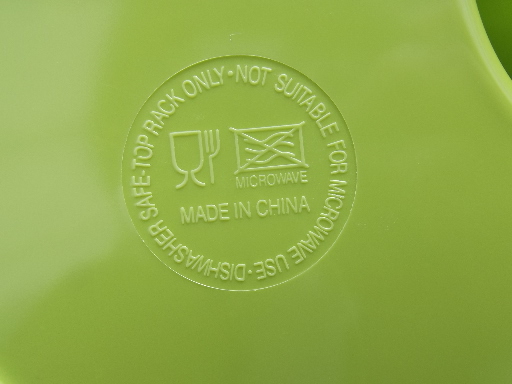 DISHWASHER SAFE-TOP RACK ONLY · NOT SUITABLE FOR MICROWAVE USE ·
MICROWAVE
MADE IN CHINA